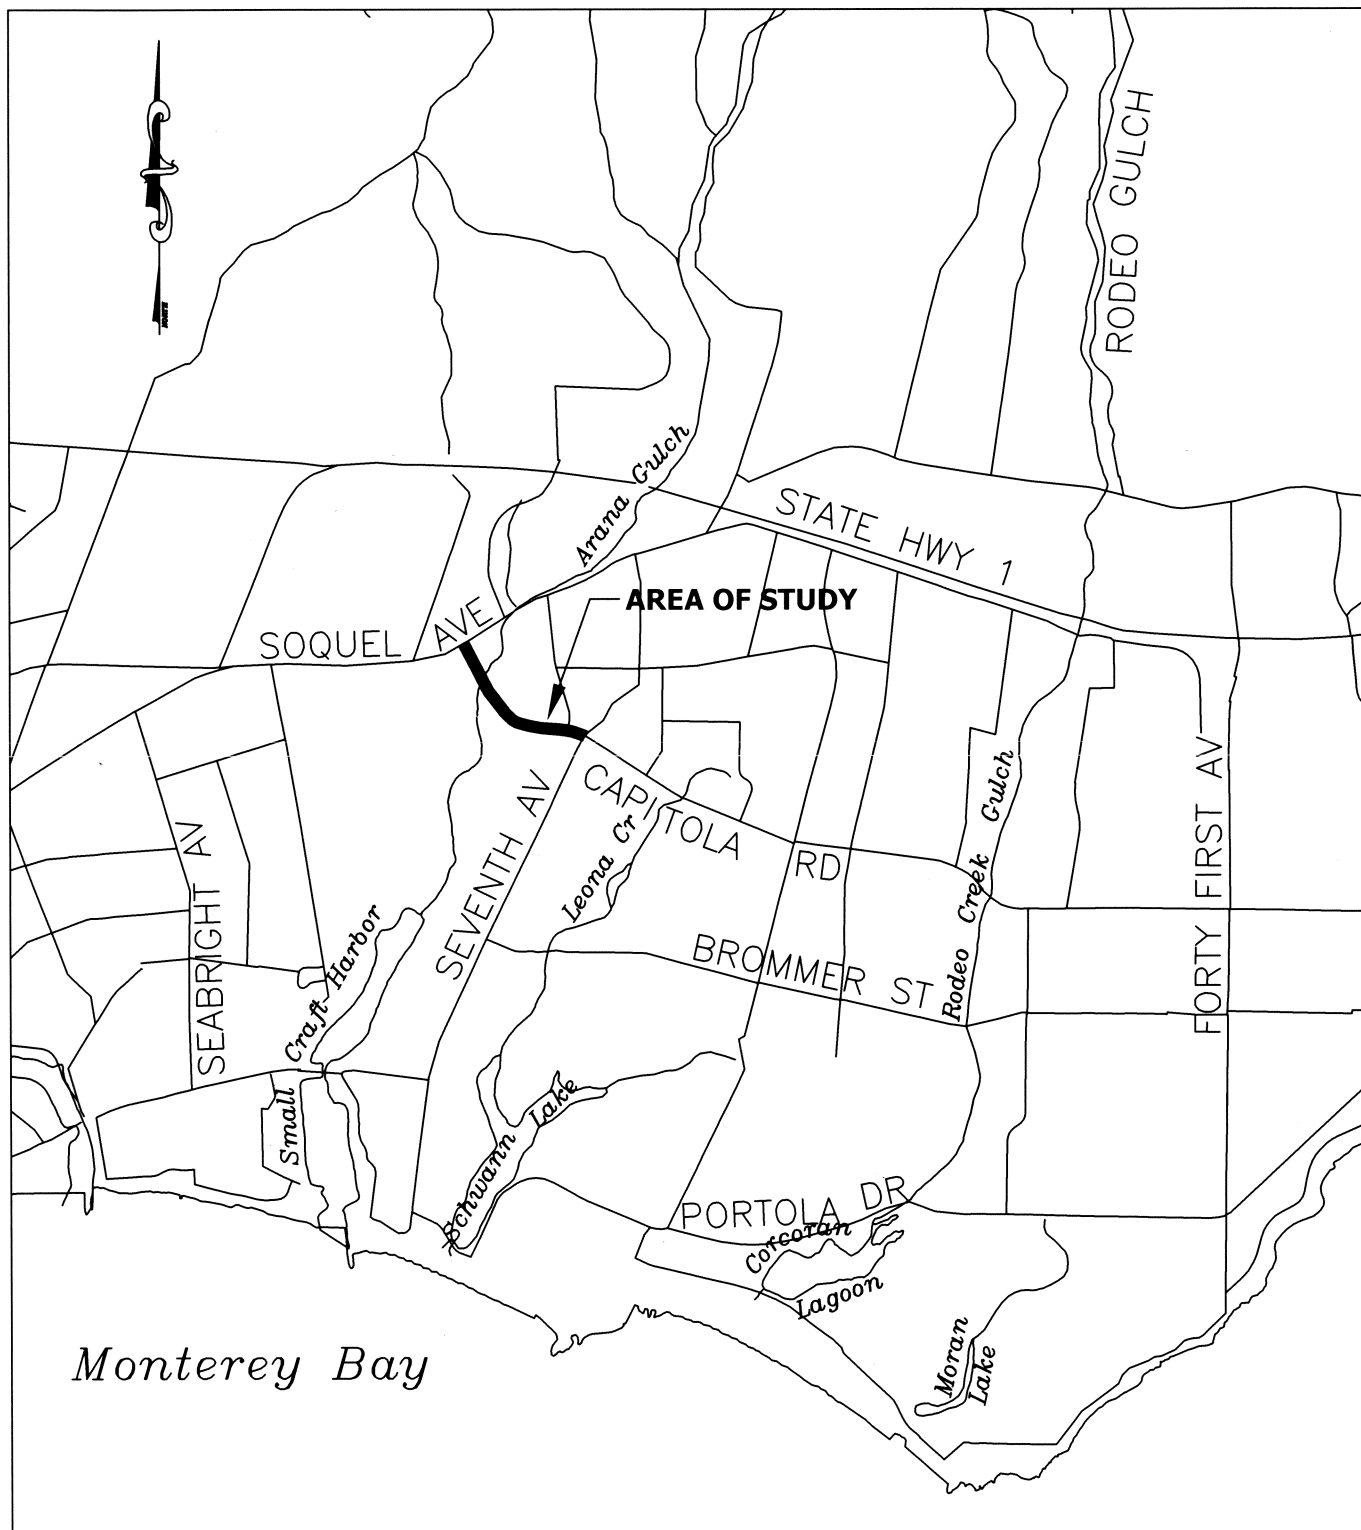 RODEO GULCH
NORTH
Arana Gulch
STATE HWY 1
AREA OF STUDY
SOQUEL AVE
SEVENTH AV
CAPITOLA RD
Leona Cr
Rodeo Creek Gulch
FORTY FIRST AV
SEABRIGHT AV
Small Craft Harbor
BROMMER ST
Schwann Lake
PORTOLA DR
Corcoran
Lagoon
Moran
Lake
Monterey Bay